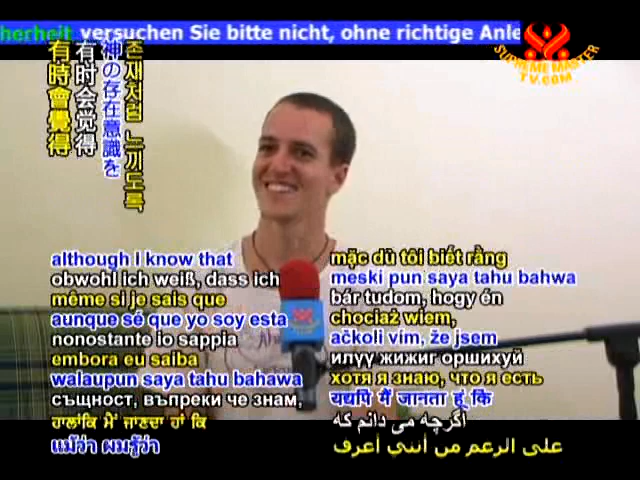 herheit versuchen Sie bitte nicht, ohne richtige Anle
SUPREME MASTER
TV.COM
존재처럼 느끼도록
神の存在意識を
有时会觉得
有時會覺得
although I know that
obwohl ich weiß, dass ich
même si je sais que
aunque sé que yo soy esta
nonostante io sappia
embora eu saiba
walaupun saya tahu bahawa
същност, въпреки че знам,
ਹਾਲਾਂਕਿ ਮੈਂ ਜਾਣਦਾ ਹਾਂ ਕਿ
แม้ว่า ผมรู้ว่า
mặc dù tôi biết rằng
meski pun saya tahu bahwa
bár tudom, hogy én
chociaż wiem,
ačkoli vím, že jsem
илүү жижиг оршихуй
хотя я знаю, что я есть
यद्यपि मैं जानता हूं कि
اگرچه می دانم که
على الرغم من أنني أعرف